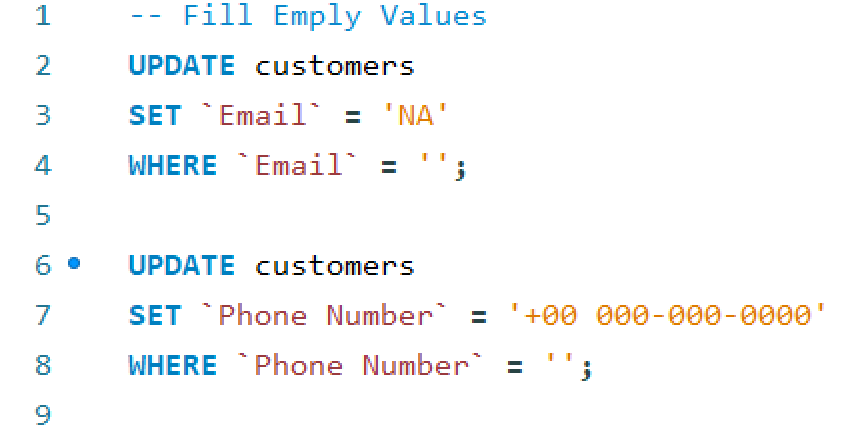 1 -- Fill Emply Values
2 UPDATE customers
3 SET `Email` = 'NA'
4 WHERE `Email` = '';
5
6 UPDATE customers
7 SET `Phone Number` = '+00 000-000-0000'
8 WHERE `Phone Number` = '';
9